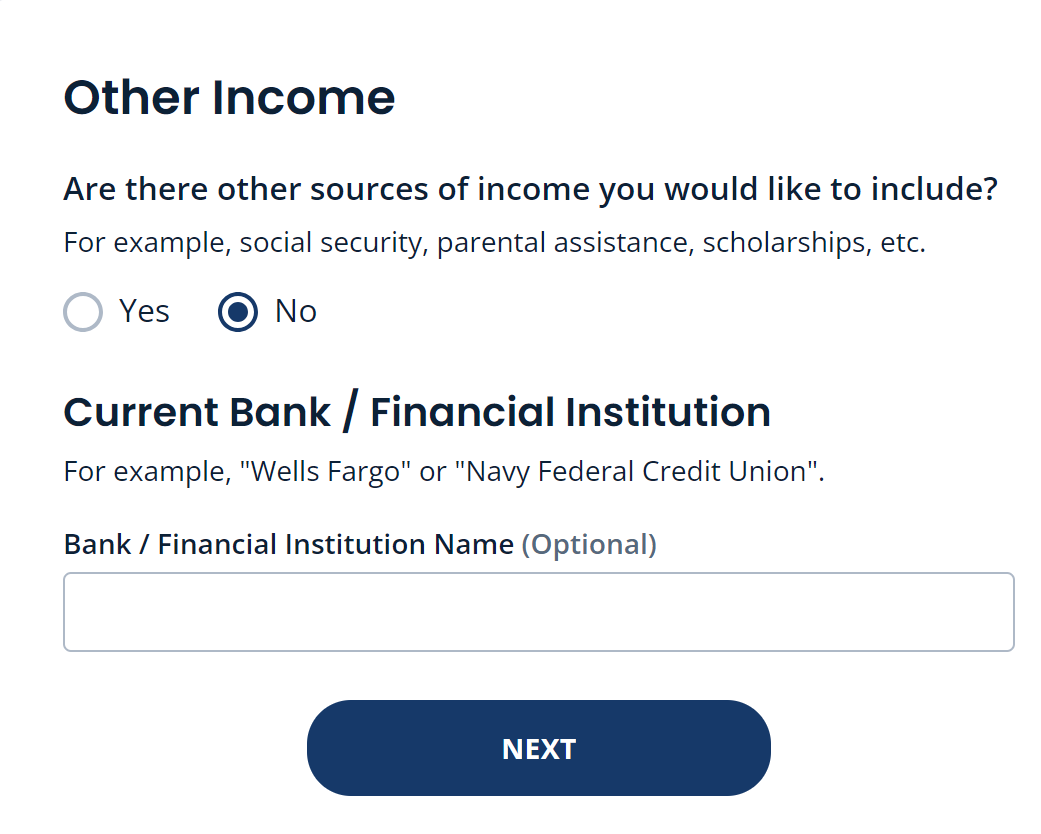 Other Income
Are there other sources of income you would like to include?
For example, social security, parental assistance, scholarships, etc.
Yes No
Current Bank / Financial Institution
For example, "Wells Fargo" or "Navy Federal Credit Union".
Bank / Financial Institution Name (Optional)
NEXT